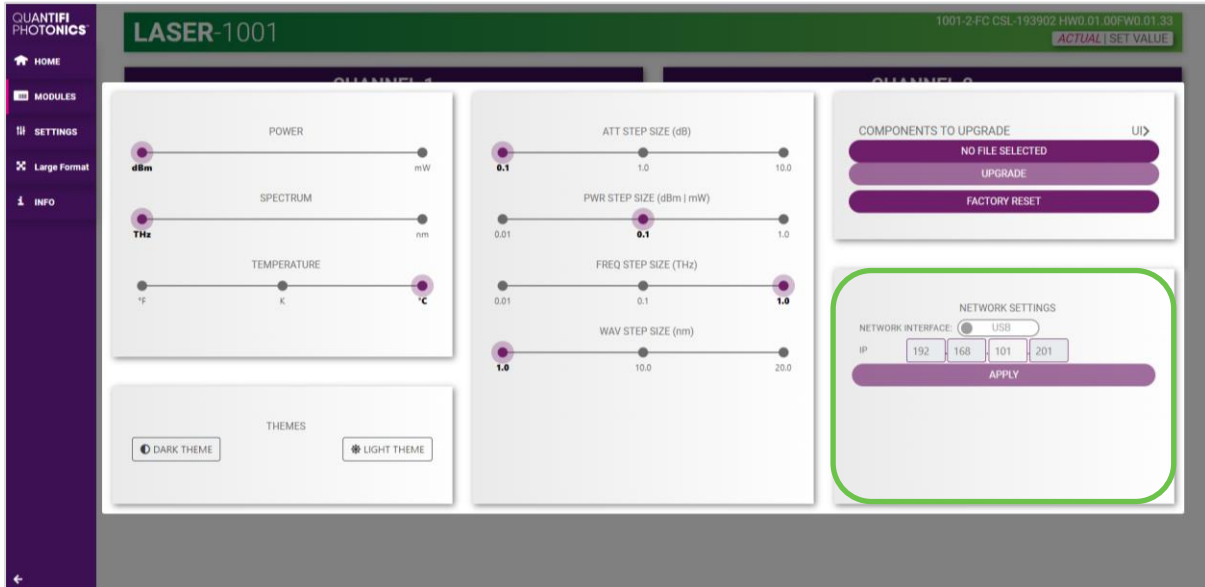 QUANTIFI
PHOTONICS
HOME
MODULES
SETTINGS
Large Format
INFO
LASER-1001
1001-2-FC CSL-193902 HW0.01.00FW0.01.33
ACTUAL | SET VALUE
CHANNEL 1
CHANNEL 2
POWER
dBm mW
SPECTRUM
THz nm
TEMPERATURE
°F K °C
THEMES
DARK THEME LIGHT THEME
ATT STEP SIZE (dB)
0.1 1.0 10.0
PWR STEP SIZE (dBm | mW)
0.01 0.1 1.0
FREQ STEP SIZE (THz)
0.01 0.1 1.0
WAV STEP SIZE (nm)
1.0 10.0 20.0
COMPONENTS TO UPGRADE UI>
NO FILE SELECTED
UPGRADE
FACTORY RESET
NETWORK SETTINGS
NETWORK INTERFACE: USB
IP 192 . 168 . 101 . 201
APPLY